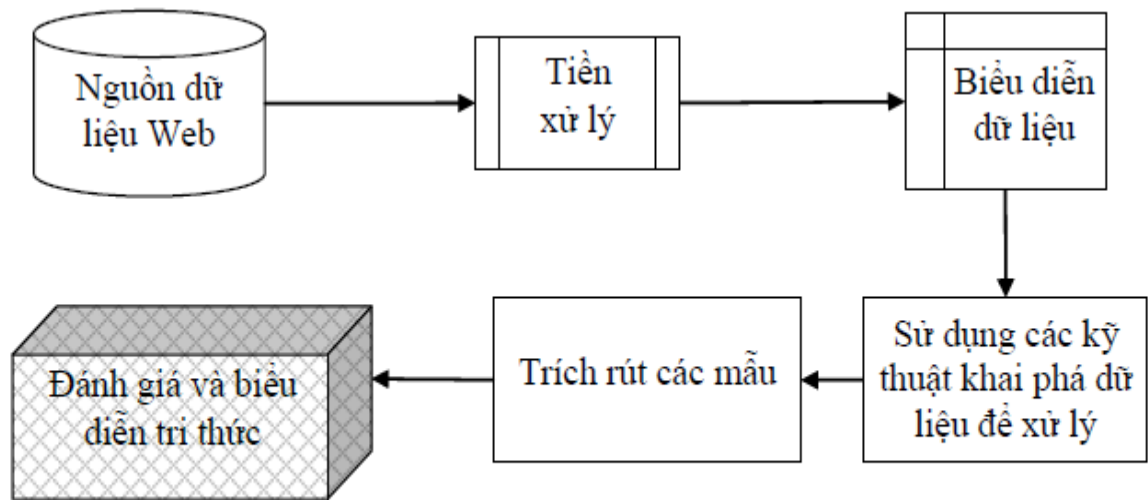 Nguồn dữ
liệu Web
Tiền
xử lý
Biểu diễn
dữ liệu
Sử dụng các kỹ
thuật khai phá dữ
liệu để xử lý
Trích rút các mẫu
Đánh giá và biểu
diễn tri thức